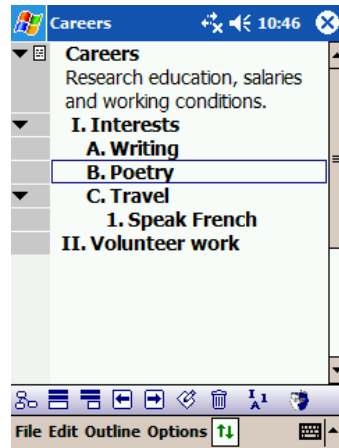 Careers 10:46
Careers
Research education, salaries
and working conditions.
I. Interests
A. Writing
B. Poetry
C. Travel
1. Speak French
II. Volunteer work
I A 1
File Edit Outline Options